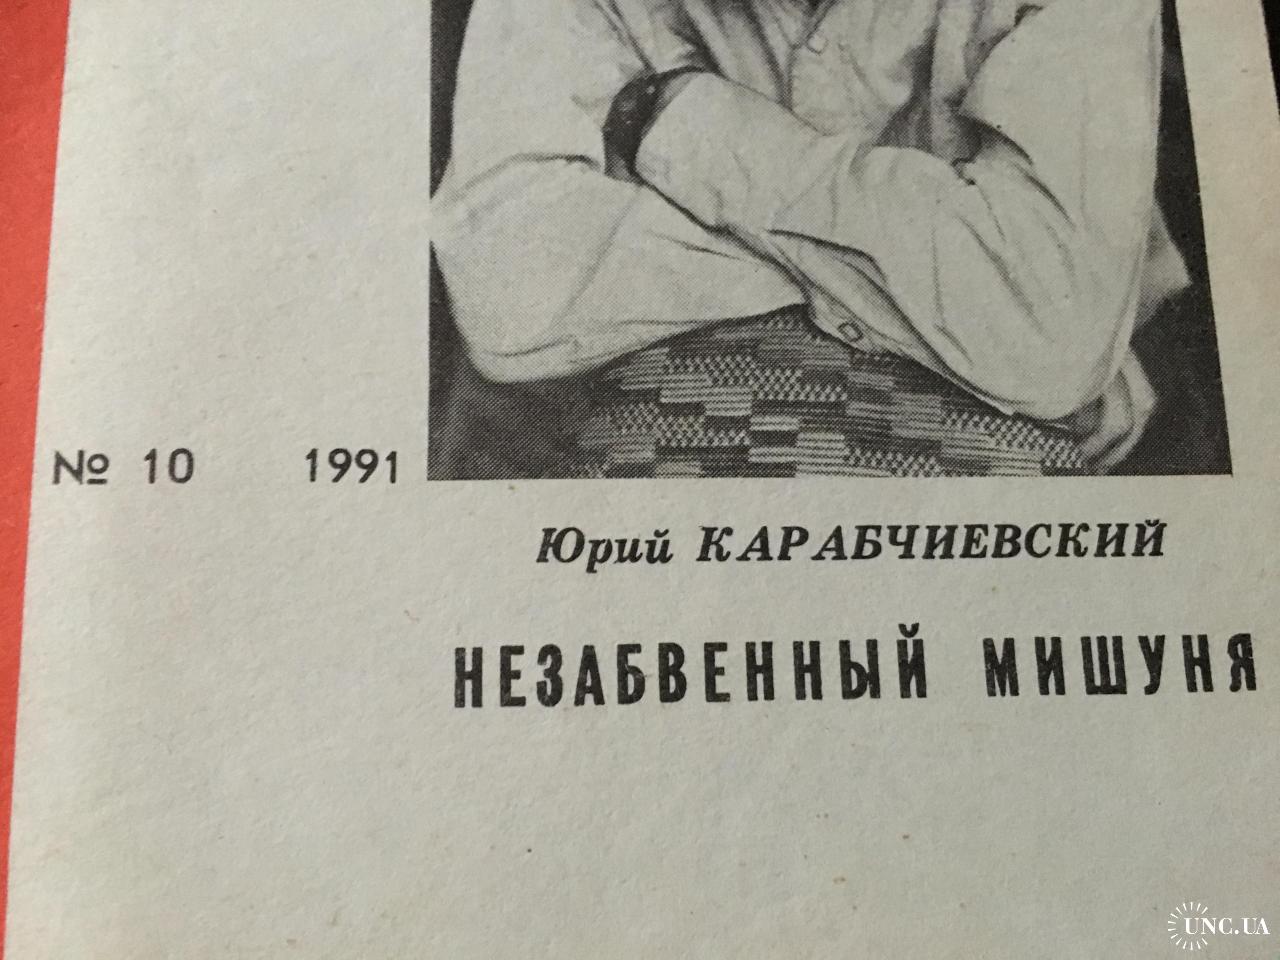 № 10 1991
Юрий КАРАБЧИЕВСКИЙ
НЕЗАБВЕННЫЙ МИШУНЯ
UNC.UA